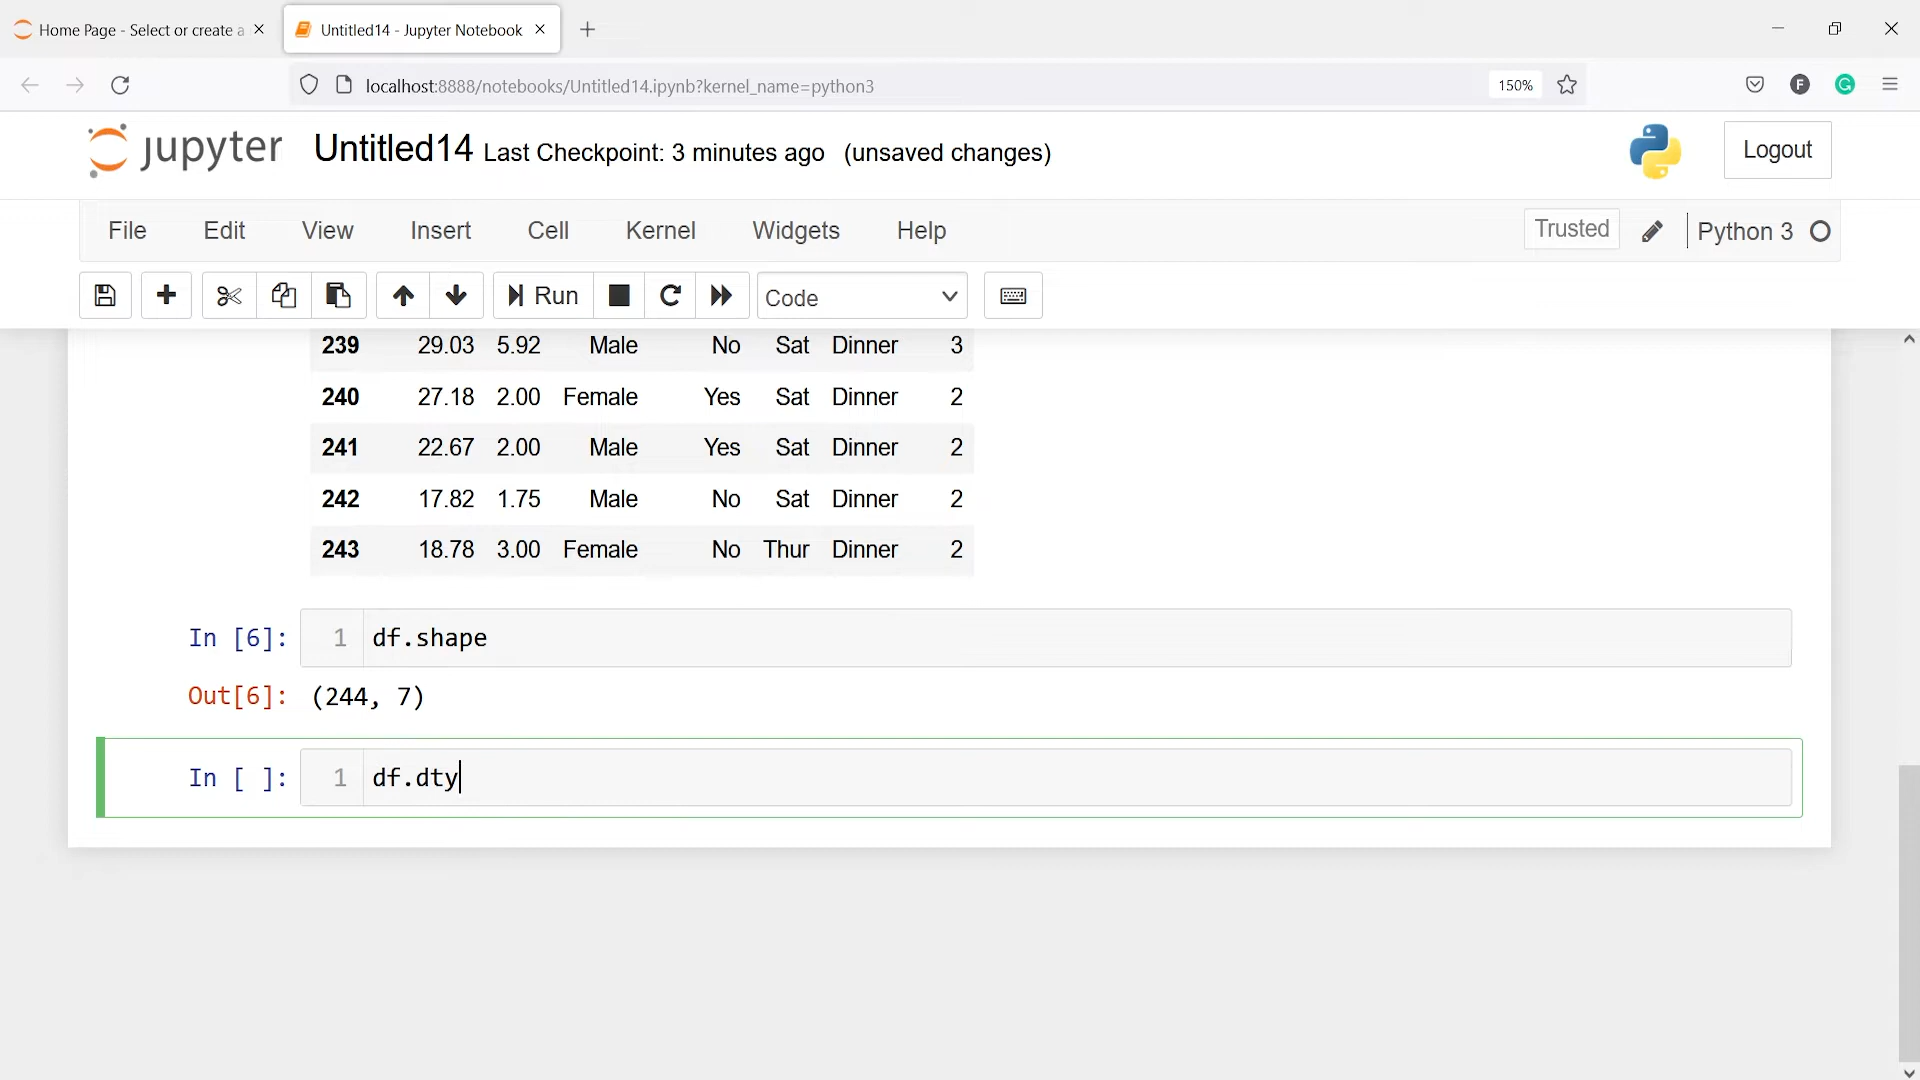 Home Page - Select or create a
Untitled14 - Jupyter Notebook
localhost:8888/notebooks/Untitled14.ipynb?kernel_name=python3
150%
F
G
jupyter Untitled14 Last Checkpoint: 3 minutes ago (unsaved changes)
Logout
File Edit View Insert Cell Kernel Widgets Help
Trusted
Python 3
Run
Code
239 29.03 5.92 Male No Sat Dinner 3
240 27.18 2.00 Female Yes Sat Dinner 2
241 22.67 2.00 Male Yes Sat Dinner 2
242 17.82 1.75 Male No Sat Dinner 2
243 18.78 3.00 Female No Thur Dinner 2
In [6]: 1 df.shape
Out[6]: (244, 7)
In [ ]: 1 df.dty